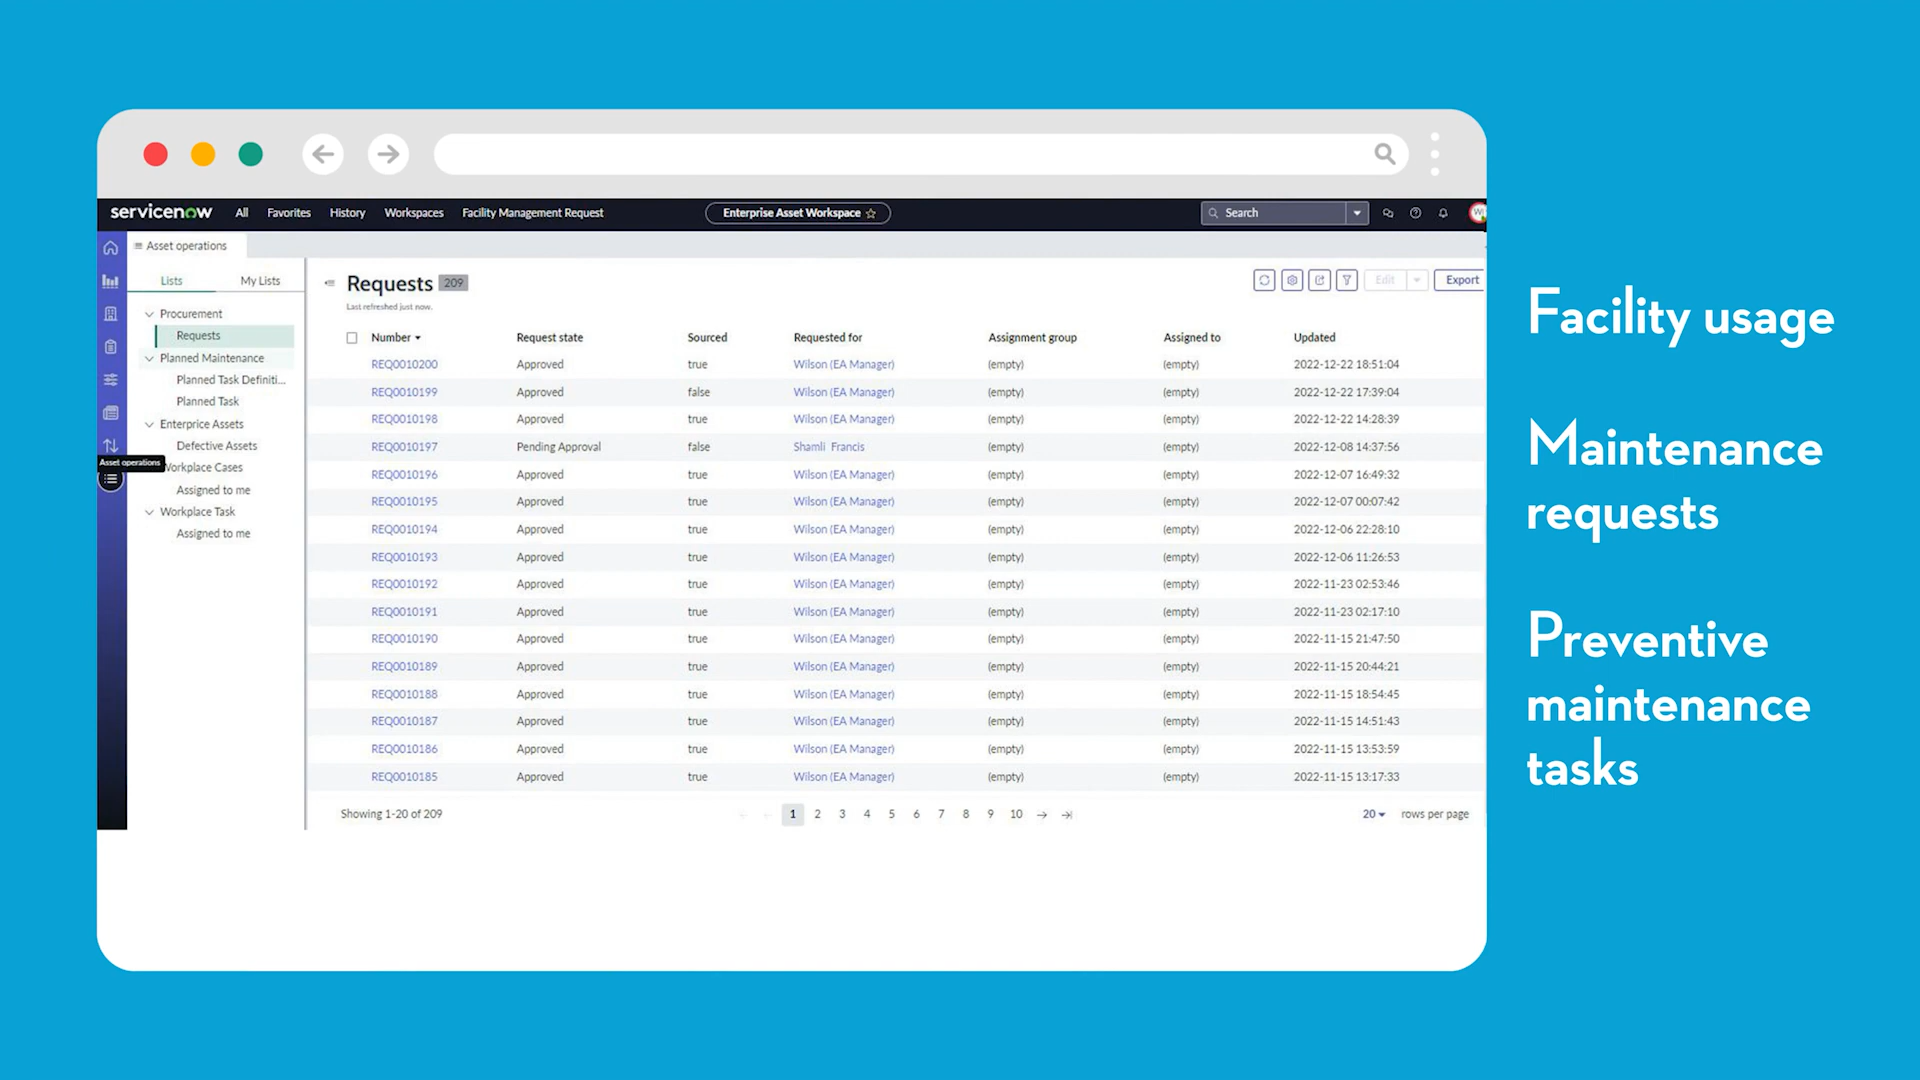 servicenow All Favorites History Workspaces Facility Management Request Enterprise Asset Workspace Search
Asset operations
Lists My Lists
Procurement
Requests
Planned Maintenance
Planned Task Definiti...
Planned Task
Enterprice Assets
Defective Assets
Asset operations
Workplace Cases
Assigned to me
Workplace Task
Assigned to me
Requests 209
Last refreshed just now.
Edit Export
Number Request state Sourced Requested for Assignment group Assigned to Updated
REQ0010200 Approved true Wilson (EA Manager) (empty) (empty) 2022-12-22 18:51:04
REQ0010199 Approved false Wilson (EA Manager) (empty) (empty) 2022-12-22 17:39:04
REQ0010198 Approved true Wilson (EA Manager) (empty) (empty) 2022-12-22 14:28:39
REQ0010197 Pending Approval false Shamli Francis (empty) (empty) 2022-12-08 14:37:56
REQ0010196 Approved true Wilson (EA Manager) (empty) (empty) 2022-12-07 16:49:32
REQ0010195 Approved true Wilson (EA Manager) (empty) (empty) 2022-12-07 00:07:42
REQ0010194 Approved true Wilson (EA Manager) (empty) (empty) 2022-12-06 22:28:10
REQ0010193 Approved true Wilson (EA Manager) (empty) (empty) 2022-12-06 11:26:53
REQ0010192 Approved true Wilson (EA Manager) (empty) (empty) 2022-11-23 02:53:46
REQ0010191 Approved true Wilson (EA Manager) (empty) (empty) 2022-11-23 02:17:10
REQ0010190 Approved true Wilson (EA Manager) (empty) (empty) 2022-11-15 21:47:50
REQ0010189 Approved true Wilson (EA Manager) (empty) (empty) 2022-11-15 20:44:21
REQ0010188 Approved true Wilson (EA Manager) (empty) (empty) 2022-11-15 18:54:45
REQ0010187 Approved true Wilson (EA Manager) (empty) (empty) 2022-11-15 14:51:43
REQ0010186 Approved true Wilson (EA Manager) (empty) (empty) 2022-11-15 13:53:59
REQ0010185 Approved true Wilson (EA Manager) (empty) (empty) 2022-11-15 13:17:33
Showing 1-20 of 209 1 2 3 4 5 6 7 8 9 10 20 rows per page
Facility usage
Maintenance
requests
Preventive
maintenance
tasks